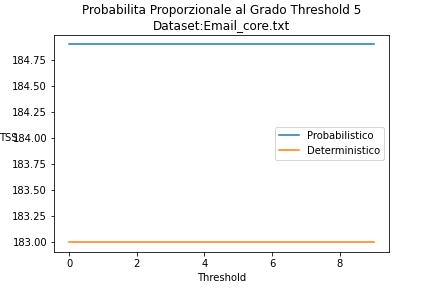 Probabilita Proporzionale al Grado Threshold 5
Dataset:Email_core.txt
184.75
184.50
184.25
TSS
184.00
183.75
183.50
183.25
183.00
Probabilistico
Deterministico
0 2 4 6 8
Threshold